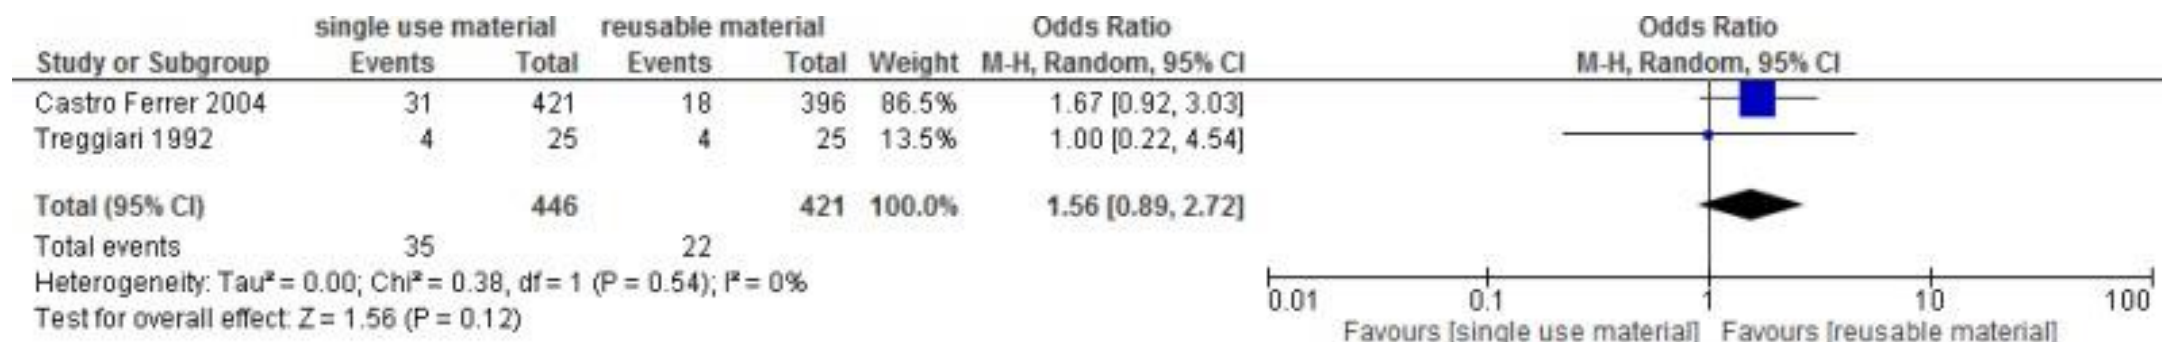 single use material reusable material Odds Ratio Odds Ratio
Study or Subgroup Events Total Events Total Weight M-H, Random, 95% CI M-H, Random, 95% CI
Castro Ferrer 2004 31 421 18 396 86.5% 1.67 [0.92, 3.03]
Treggiari 1992 4 25 4 25 13.5% 1.00 [0.22, 4.54]
Total (95% CI) 446 421 100.0% 1.56 [0.89, 2.72]
Total events 35 22
Heterogeneity: Tau² = 0.00; Chi² = 0.38, df = 1 (P = 0.54); I² = 0%
Test for overall effect: Z = 1.56 (P = 0.12)
0.01 0.1 1 10 100
Favours [single use material] Favours [reusable material]